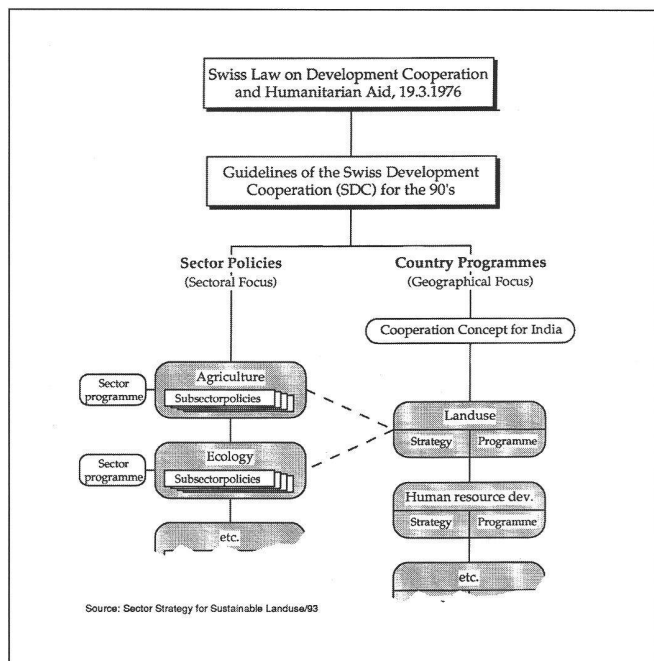 Swiss Law on Development Cooperation
and Humanitarian Aid, 19.3.1976
Guidelines of the Swiss Development
Cooperation (SDC) for the 90's
Sector Policies
(Sectoral Focus)
Country Programmes
(Geographical Focus)
Cooperation Concept for India
Sector
programme
Agriculture
Subsectorpolicies
Landuse
Strategy
Programme
Sector
programme
Ecology
Subsectorpolicies
Human resource dev.
Strategy
Programme
etc.
etc.
Source: Sector Strategy for Sustainable Landuse/93